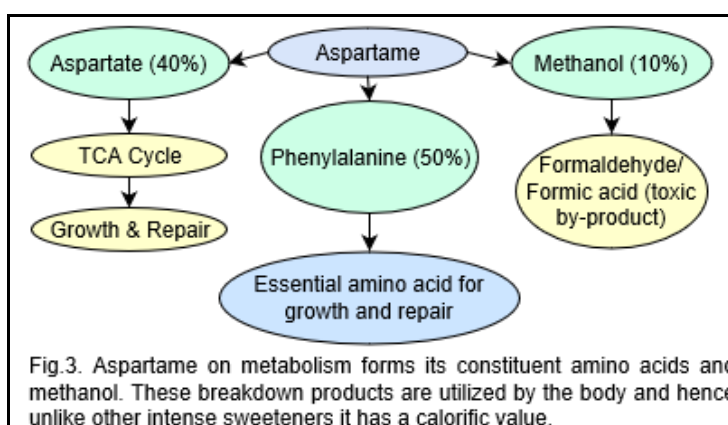 Aspartate (40%)
Aspartame
Methanol (10%)
TCA Cycle
Phenylalanine (50%)
Formaldehyde/
Formic acid (toxic
by-product)
Growth & Repair
Essential amino acid for
growth and repair
Fig.3. Aspartame on metabolism forms its constituent amino acids and
methanol. These breakdown products are utilized by the body and hence
unlike other intense sweeteners it has a calorific value.